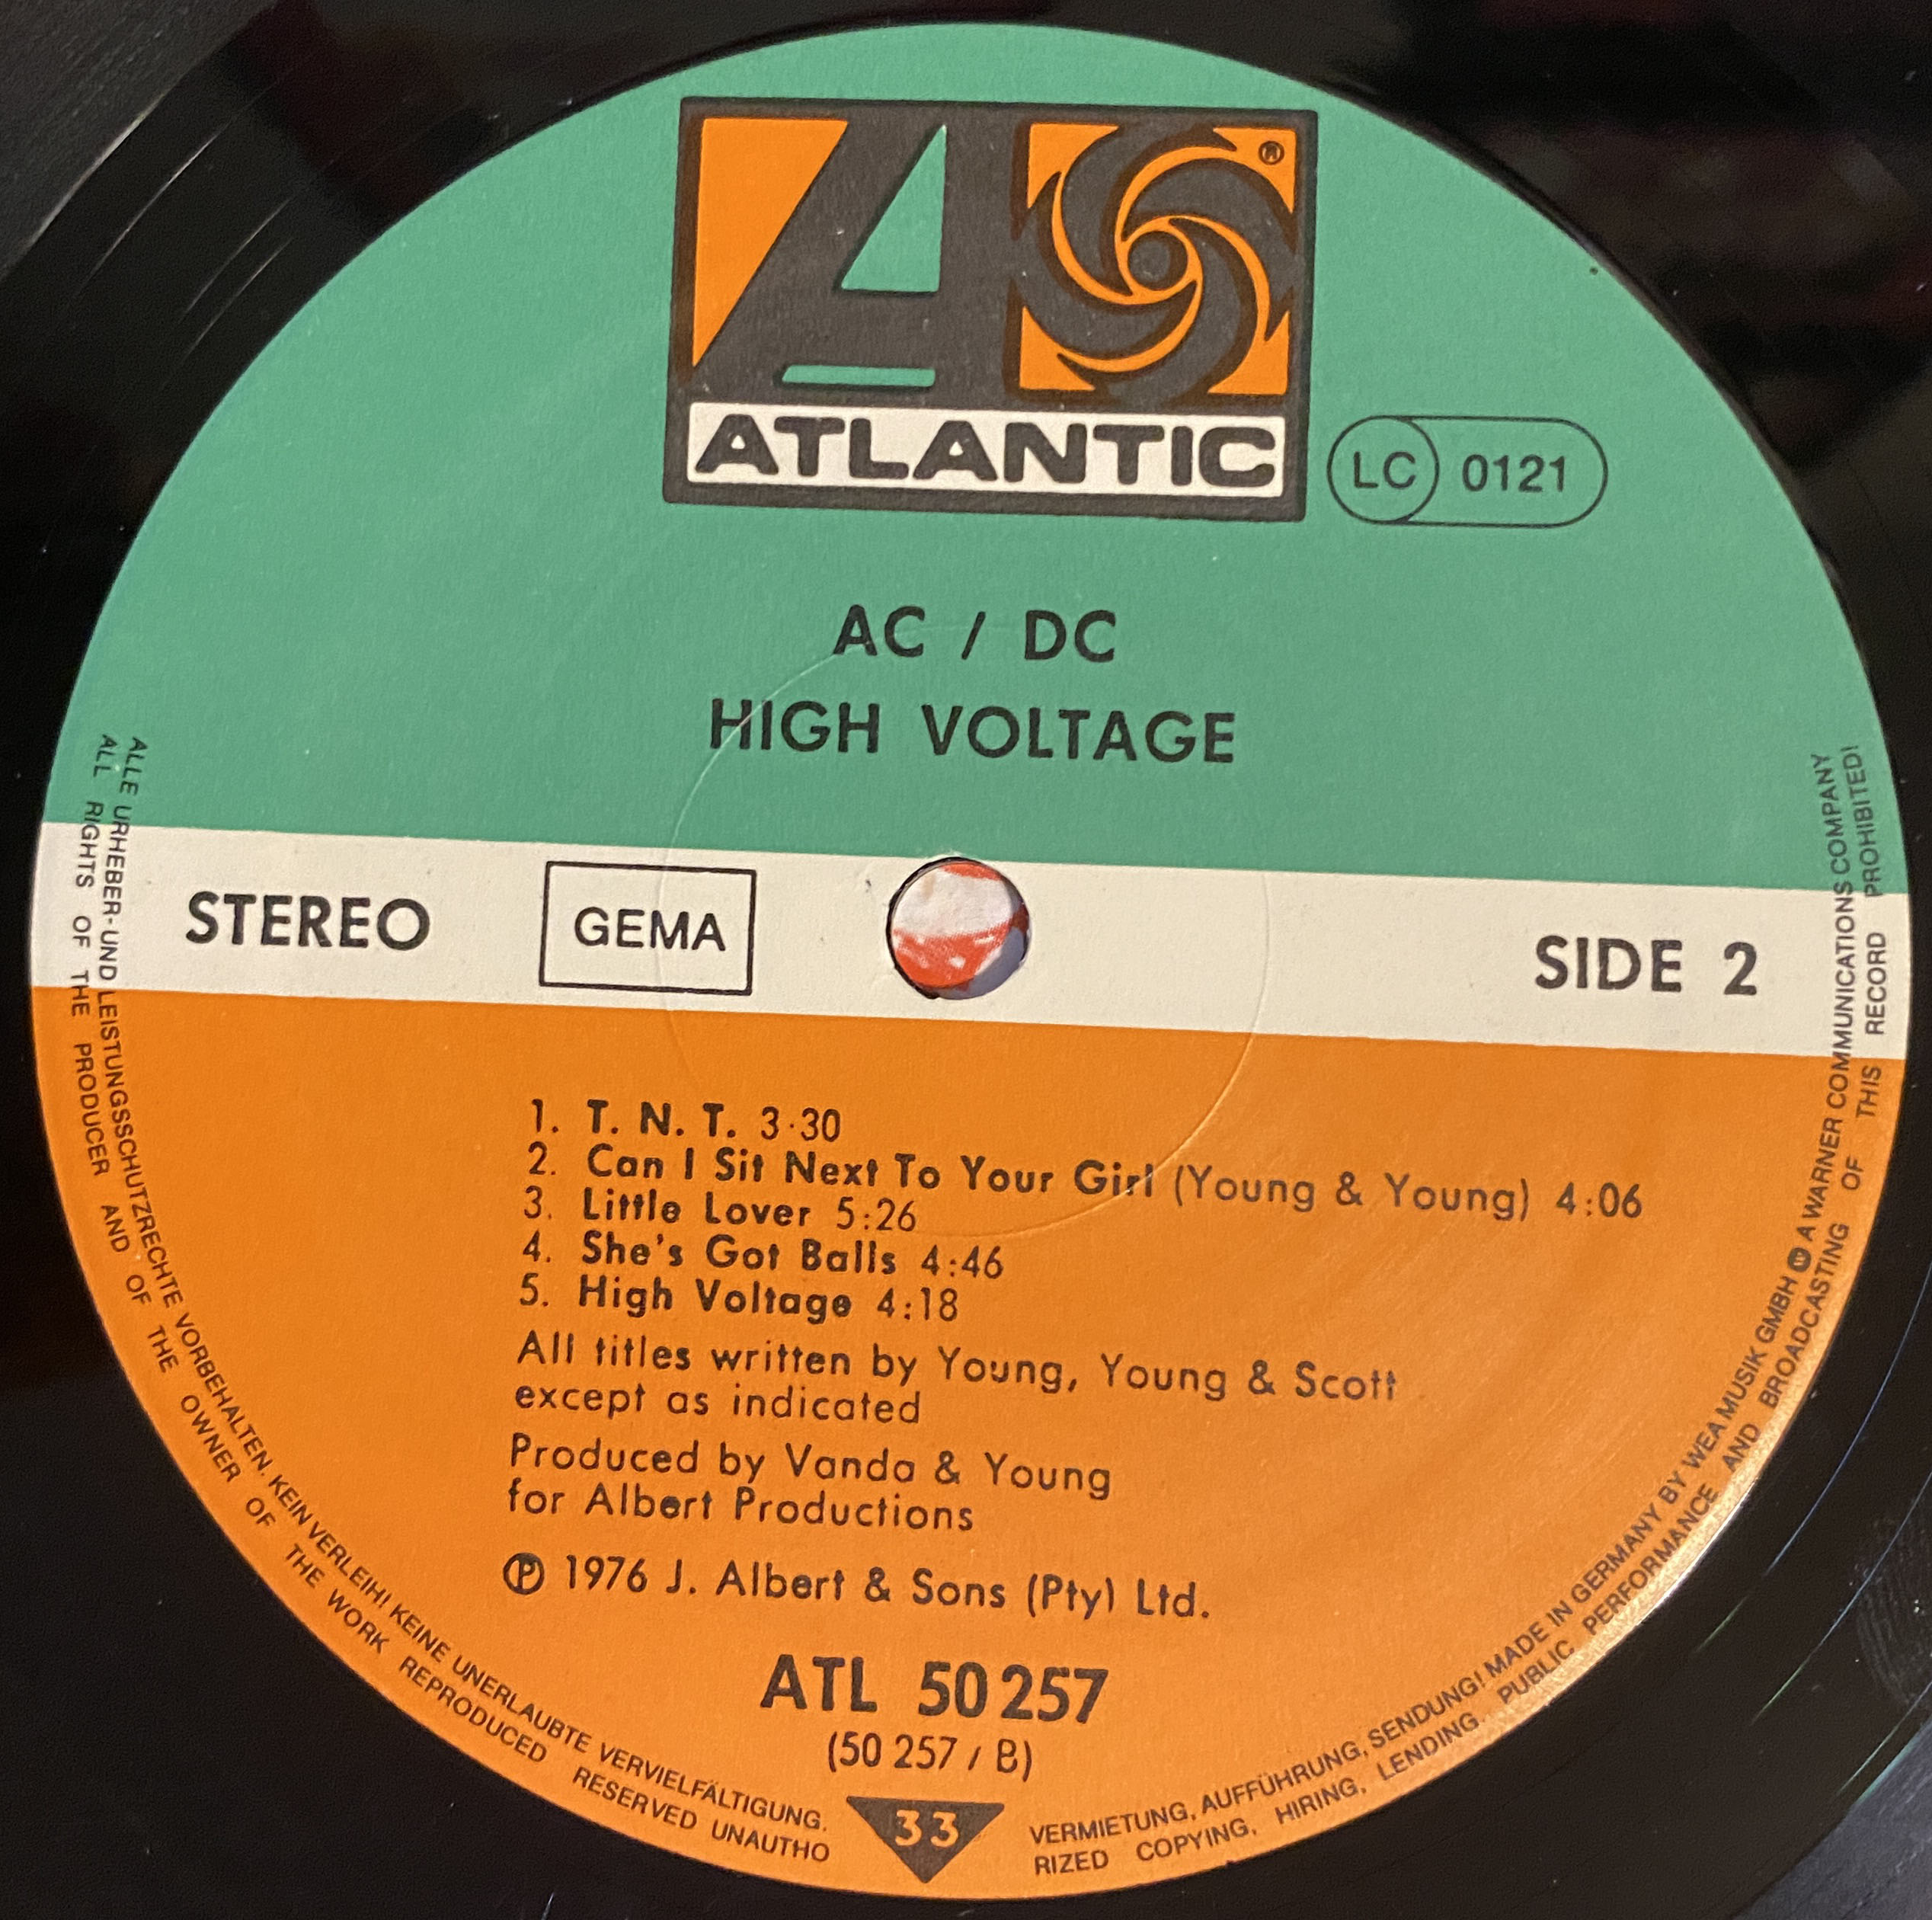 ®
ATLANTIC
LC 0121
AC / DC
HIGH VOLTAGE
STEREO
GEMA
SIDE 2
1. T. N. T. 3·30
2. Can I Sit Next To Your Girl (Young & Young) 4:06
3. Little Lover 5:26
4. She's Got Balls 4:46
5. High Voltage 4:18
All titles written by Young, Young & Scott
except as indicated
Produced by Vanda & Young
for Albert Productions
Ⓟ 1976 J. Albert & Sons (Pty) Ltd.
ATL 50 257
(50 257 / B)
33
ALLE URHEBER- UND LEISTUNGSSCHUTZRECHTE VORBEHALTEN. KEIN VERLEIH! KEINE UNERLAUBTE VERVIELFÄLTIGUNG, VERMIETUNG, AUFFÜHRUNG, SENDUNG! MADE IN GERMANY BY WEA MUSIK GMBH A WARNER COMMUNICATIONS COMPANY
ALL RIGHTS OF THE PRODUCER AND OF THE OWNER OF THE WORK REPRODUCED RESERVED UNAUTHORIZED COPYING, HIRING, LENDING. PUBLIC PERFORMANCE AND BROADCASTING OF THIS RECORD PROHIBITED!